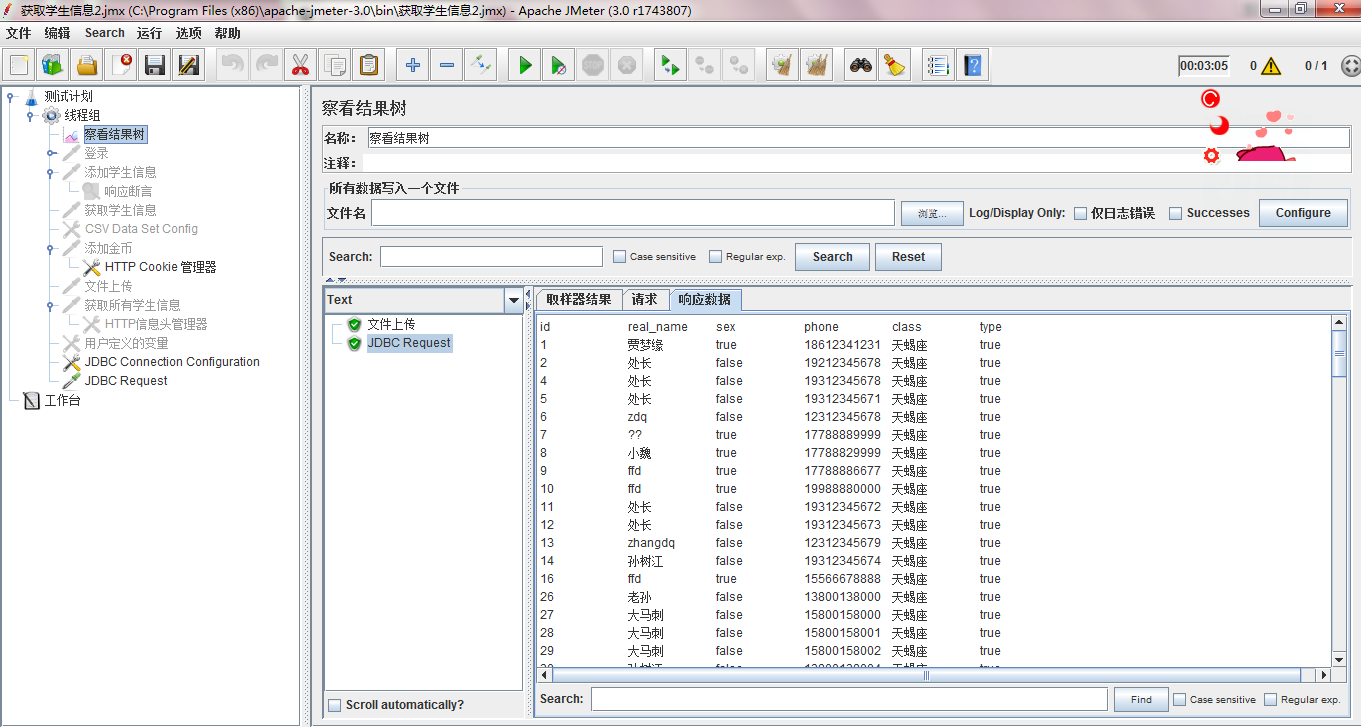 获取学生信息2.jmx (C:\Program Files (x86)\apache-jmeter-3.0\bin\获取学生信息2.jmx) - Apache JMeter (3.0 r1743807)
文件 编辑 Search 运行 选项 帮助
00:03:05 0 0 / 1
测试计划
线程组
察看结果树
登录
添加学生信息
响应断言
获取学生信息
CSV Data Set Config
添加金币
HTTP Cookie 管理器
文件上传
获取所有学生信息
HTTP信息头管理器
用户定义的变量
JDBC Connection Configuration
JDBC Request
工作台
察看结果树
名称： 察看结果树
注释：
所有数据写入一个文件
文件名 浏览... Log/Display Only: 仅日志错误 Successes Configure
Search: Case sensitive Regular exp. Search Reset
Text
文件上传
JDBC Request
Scroll automatically?
取样器结果 请求 响应数据
id real_name sex phone class type
1 贾梦缘 true 18612341231 天蝎座 true
2 处长 false 19212345678 天蝎座 true
4 处长 false 19312345678 天蝎座 true
5 处长 false 19312345671 天蝎座 true
6 zdq false 12312345678 天蝎座 true
7 ?? true 17788889999 天蝎座 true
8 小魏 true 17788829999 天蝎座 true
9 ffd true 17788886677 天蝎座 true
10 ffd true 19988880000 天蝎座 true
11 处长 false 19312345672 天蝎座 true
12 处长 false 19312345673 天蝎座 true
13 zhangdq false 12312345679 天蝎座 true
14 孙树江 false 19312345674 天蝎座 true
16 ffd true 15566678888 天蝎座 true
26 老孙 false 13800138000 天蝎座 true
27 大马刺 false 15800158000 天蝎座 true
28 大马刺 false 15800158001 天蝎座 true
29 大马刺 false 15800158002 天蝎座 true
Search: Find Case sensitive Regular exp.